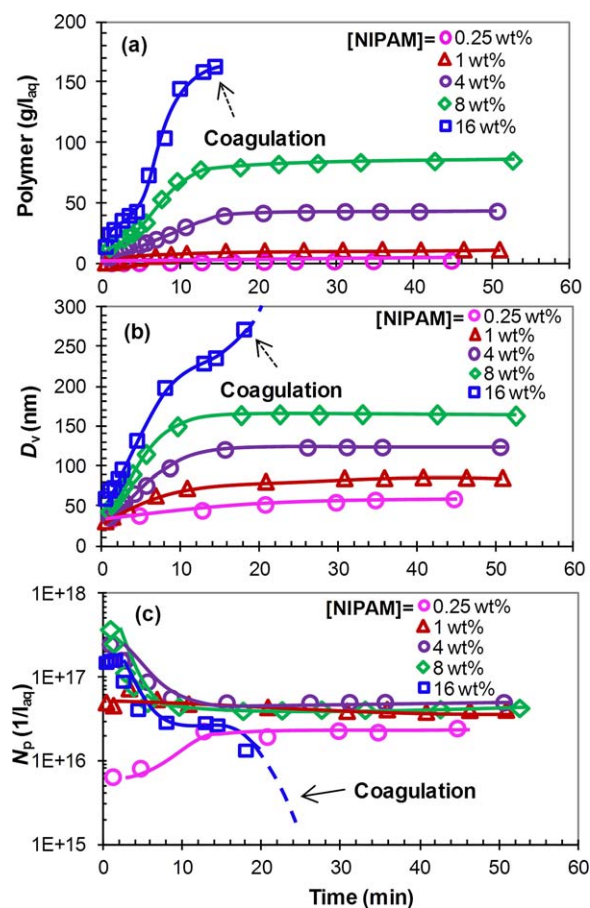 (a)
[NIPAM]= 0.25 wt%
1 wt%
4 wt%
8 wt%
16 wt%
Coagulation
Polymer (g/laq)
200
150
100
50
0
0 10 20 30 40 50 60
(b)
[NIPAM]= 0.25 wt%
1 wt%
4 wt%
8 wt%
16 wt%
Coagulation
Dv (nm)
300
250
200
150
100
50
0
0 10 20 30 40 50 60
(c)
[NIPAM]= 0.25 wt%
1 wt%
4 wt%
8 wt%
16 wt%
Coagulation
Np (1/laq)
1E+18
1E+17
1E+16
1E+15
0 10 20 30 40 50 60
Time (min)